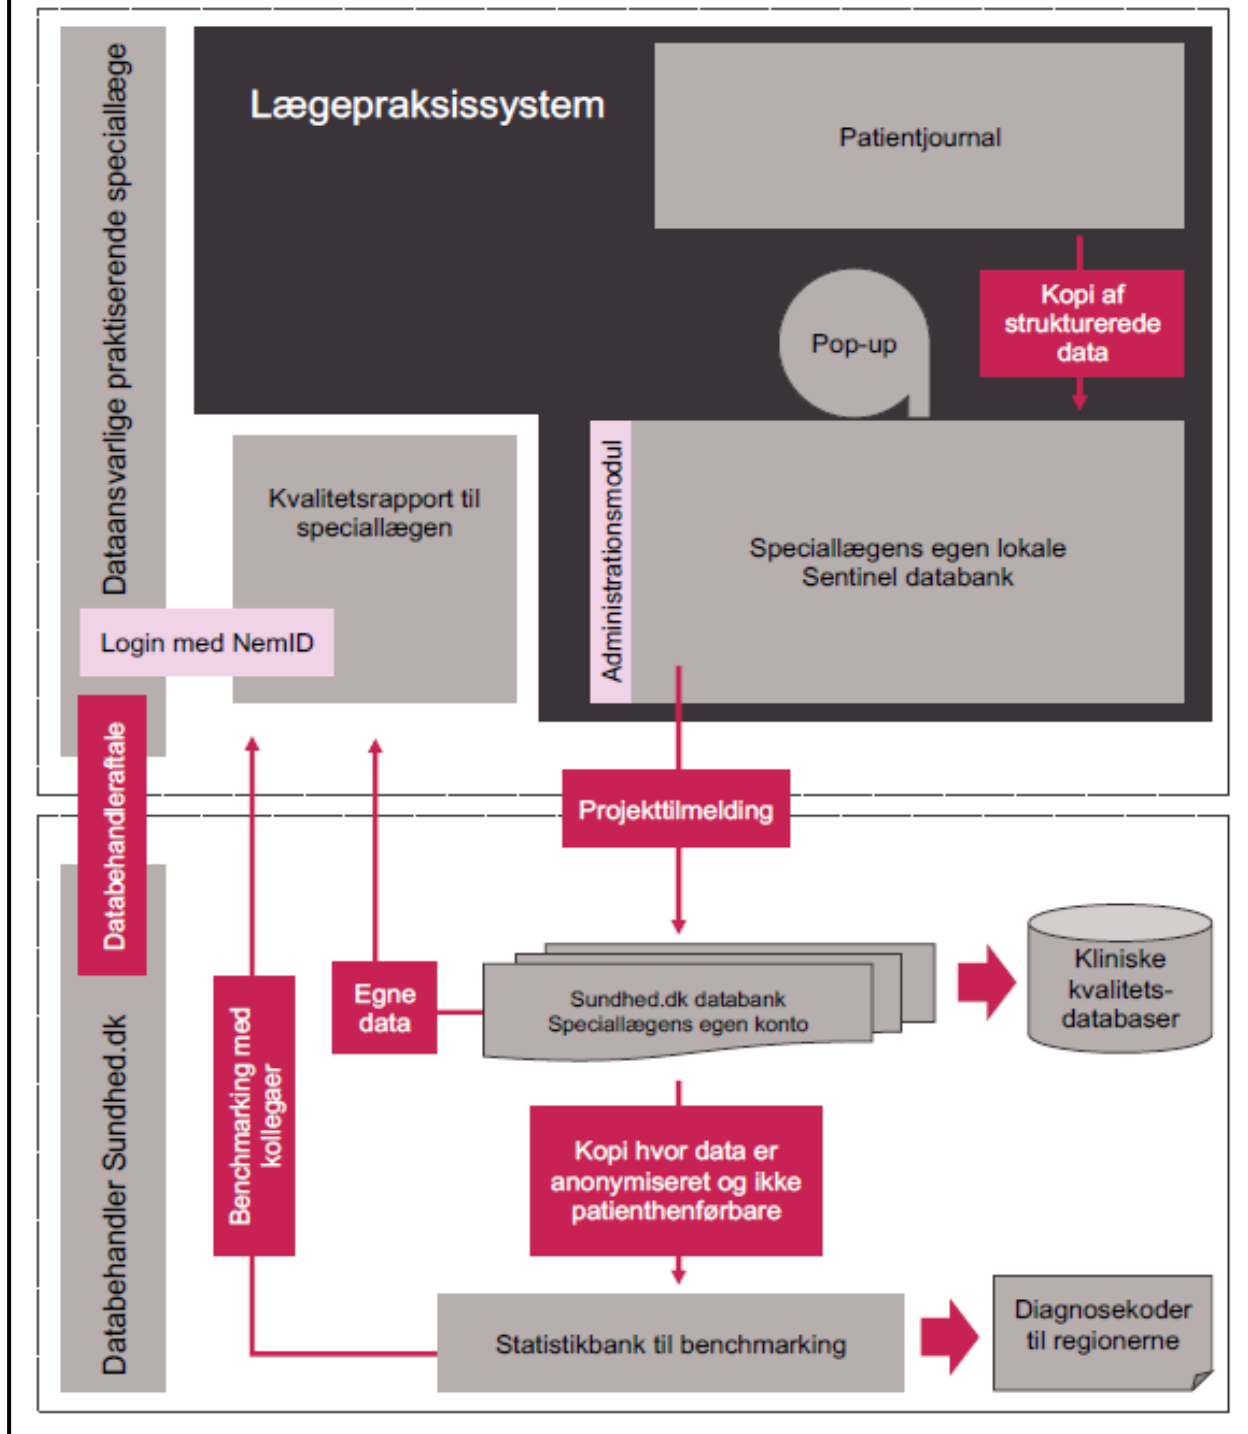 Dataansvarlige praktiserende speciallæge
Lægepraksissystem
Patientjournal
Kopi af
strukturerede
data
Pop-up
Administrationsmodul
Speciallægens egen lokale
Sentinel databank
Kvalitetsrapport til
speciallægen
Login med NemID
Databehandleraftale
Projekttilmelding
Databehandler Sundhed.dk
Benchmarking med
kollegaer
Egne
data
Sundhed.dk databank
Speciallægens egen konto
Kliniske
kvalitets-
databaser
Kopi hvor data er
anonymiseret og ikke
patienthenførbare
Statistikbank til benchmarking
Diagnosekoder
til regionerne